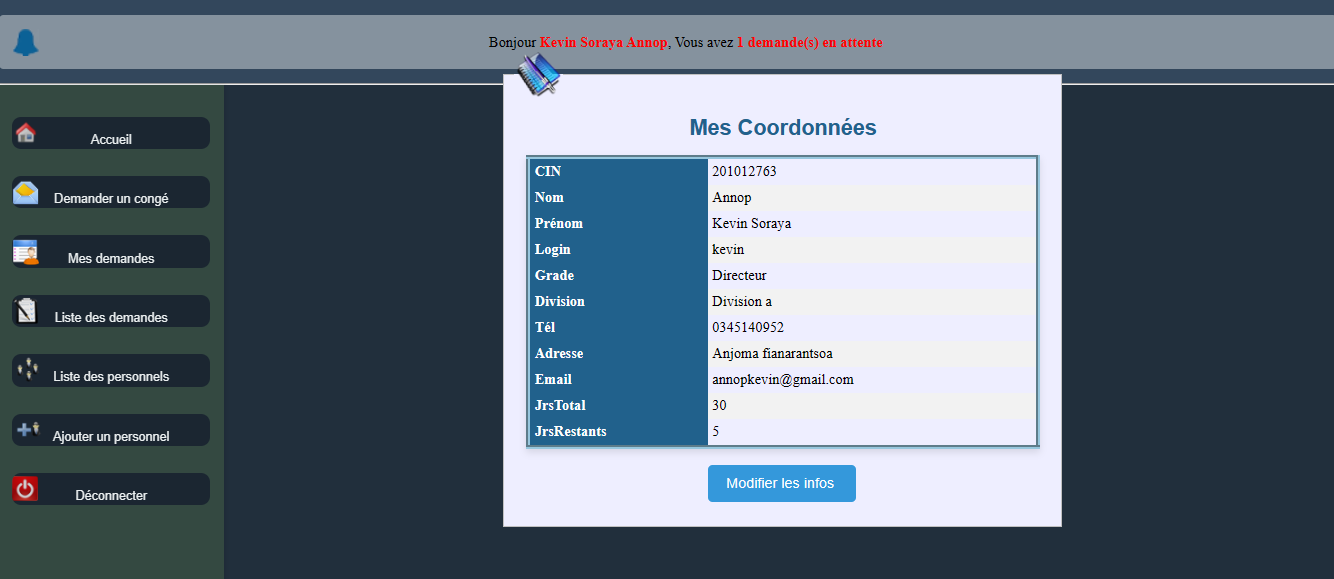 Bonjour Kevin Soraya Annop, Vous avez 1 demande(s) en attente
Accueil
Demander un congé
Mes demandes
Liste des demandes
Liste des personnels
Ajouter un personnel
Déconnecter
Mes Coordonnées
CIN 201012763
Nom Annop
Prénom Kevin Soraya
Login kevin
Grade Directeur
Division Division a
Tél 0345140952
Adresse Anjoma fianarantsoa
Email annopkevin@gmail.com
JrsTotal 30
JrsRestants 5
Modifier les infos